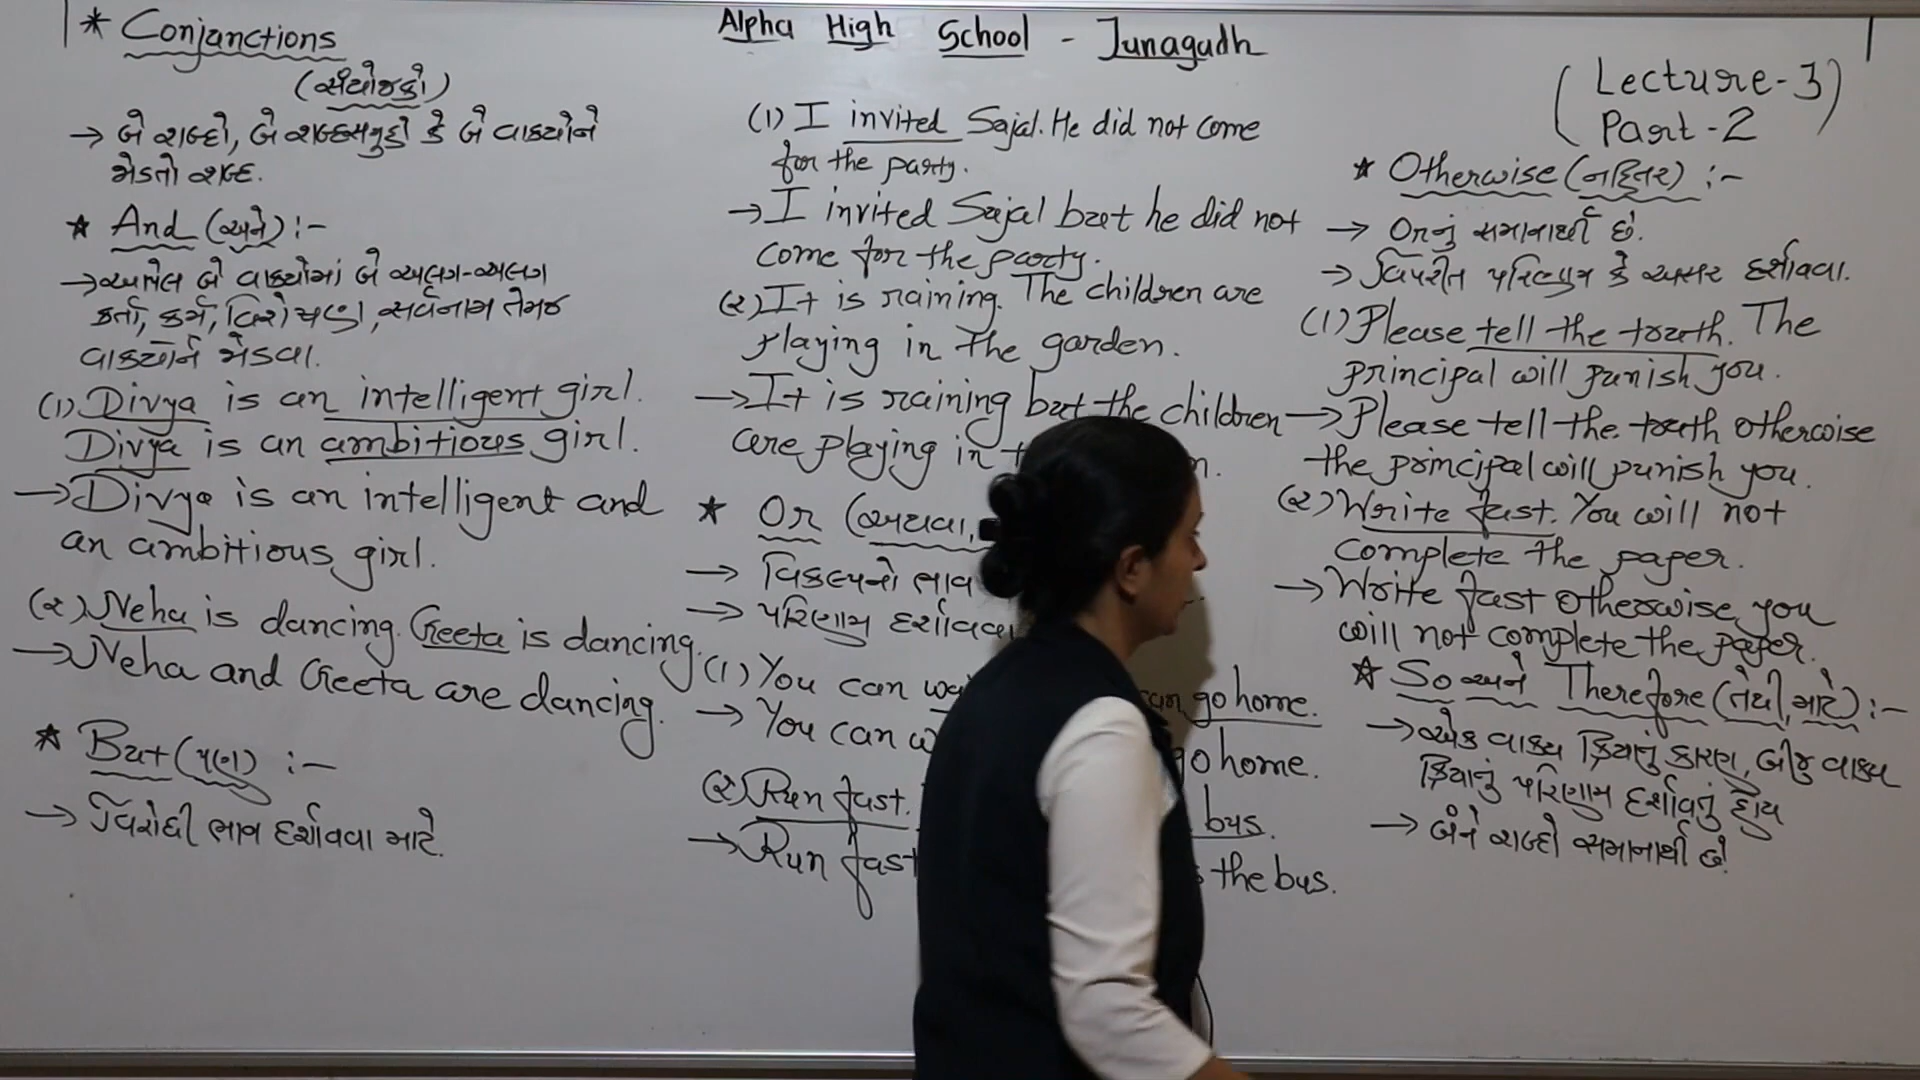 * Conjanctions
(સંયોજકો)
→ બે શબ્દો, બે શબ્દસમુહો કે બે વાક્યોને
જોડતો શબ્દ.
* And (અને) :-
→ આપેલ બે વાક્યોમાં બે અલગ-અલગ
કર્તા, કર્મ, વિશેષણ, સર્વનામ તેમજ
વાક્યોને જોડવા.
(1) Divya is an intelligent girl.
Divya is an ambitious girl.
→ Divya is an intelligent and
an ambitious girl.
(૨) Neha is dancing. Geeta is dancing.
→ Neha and Geeta are dancing.
* But (પણ) :-
→ વિરોધી ભાવ દર્શાવવા માટે.
Alpha High School - Junagadh
(1) I invited Sajal. He did not come
for the party.
→ I invited Sajal but he did not
come for the party.
(૨) It is raining. The children are
playing in the garden.
→ It is raining but the children
are playing in
* Or (અથવા,
→ વિકલ્પનો ભાવ
→ પરિણામ દર્શાવવા
(1) You can go home.
→ You can go home.
(૨) Run fast. bus.
→ Run fast the bus.
(Lecture-3
Part-2)
* Otherwise (નહિતર) :-
→ Orનું સમાનાર્થી છે.
→ વિપરીત પરિણામ કે અસર દર્શાવવા.
(1) Please tell the truth. The
principal will punish you.
→ Please tell the truth otherwise
the principal will punish you.
(૨) Write fast. You will not
complete the paper.
→ Write fast otherwise you
will not complete the paper.
* So અને Therefore (તેથી, માટે) :-
→ એક વાક્ય ક્રિયાનું કારણ, બીજુ વાક્ય
ક્રિયાનું પરિણામ દર્શાવતું હોય
→ બંને શબ્દો સમાનાર્થી છે.